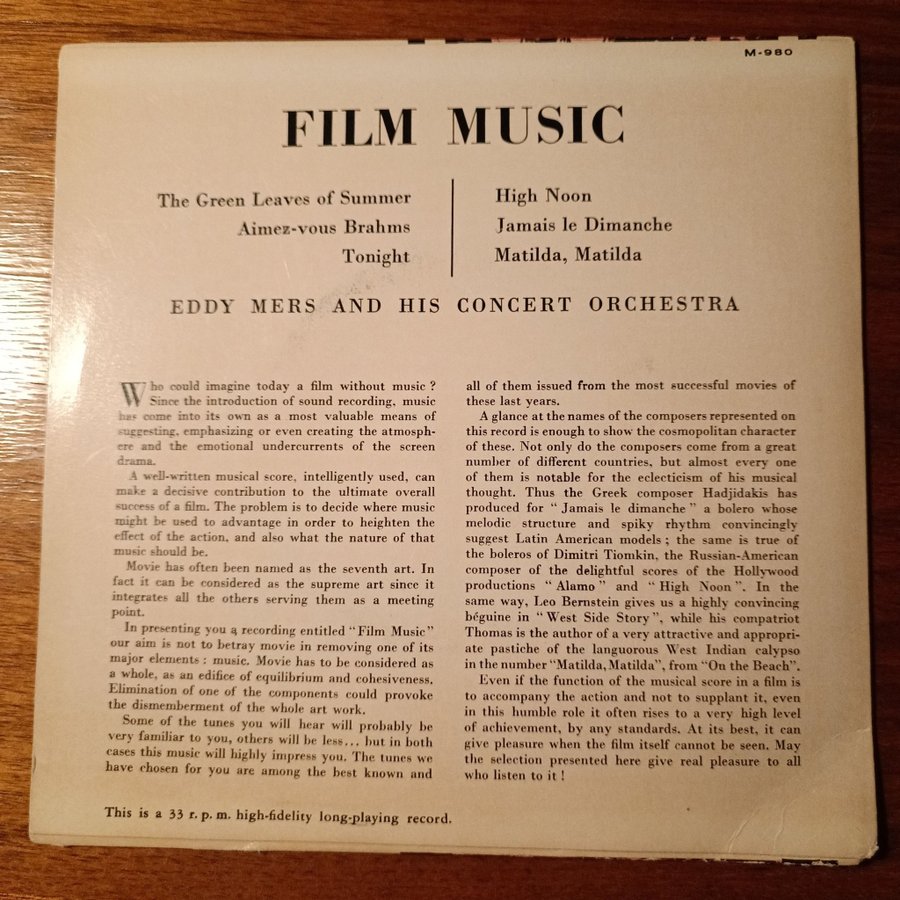 M-980
FILM MUSIC
The Green Leaves of Summer
Aimez-vous Brahms
Tonight
High Noon
Jamais le Dimanche
Matilda, Matilda
EDDY MERS AND HIS CONCERT ORCHESTRA
Who could imagine today a film without music ?
Since the introduction of sound recording, music
has come into its own as a most valuable means of
suggesting, emphasizing or even creating the atmosph-
ere and the emotional undercurrents of the screen
drama.
A well-written musical score, intelligently used, can
make a decisive contribution to the ultimate overall
success of a film. The problem is to decide where music
might be used to advantage in order to heighten the
effect of the action, and also what the nature of that
music should be.
Movie has often been named as the seventh art. In
fact it can be considered as the supreme art since it
integrates all the others serving them as a meeting
point.
In presenting you a recording entitled "Film Music"
our aim is not to betray movie in removing one of its
major elements : music. Movie has to be considered as
a whole, as an edifice of equilibrium and cohesiveness.
Elimination of one of the components could provoke
the dismemberment of the whole art work.
Some of the tunes you will hear will probably be
very familiar to you, others will be less... but in both
cases this music will highly impress you. The tunes we
have chosen for you are among the best known and
all of them issued from the most successful movies of
these last years.
A glance at the names of the composers represented on
this record is enough to show the cosmopolitan character
of these. Not only do the composers come from a great
number of different countries, but almost every one
of them is notable for the eclecticism of his musical
thought. Thus the Greek composer Hadjidakis has
produced for " Jamais le dimanche " a bolero whose
melodic structure and spiky rhythm convincingly
suggest Latin American models ; the same is true of
the boleros of Dimitri Tiomkin, the Russian-American
composer of the delightful scores of the Hollywood
productions " Alamo " and " High Noon ". In the
same way, Leo Bernstein gives us a highly convincing
béguine in " West Side Story ", while his compatriot
Thomas is the author of a very attractive and appropri-
ate pastiche of the languorous West Indian calypso
in the number "Matilda, Matilda", from "On the Beach".
Even if the function of the musical score in a film is
to accompany the action and not to supplant it, even
in this humble role it often rises to a very high level
of achievement, by any standards. At its best, it can
give pleasure when the film itself cannot be seen. May
the selection presented here give real pleasure to all
who listen to it !
This is a 33 r. p. m. high-fidelity long-playing record.